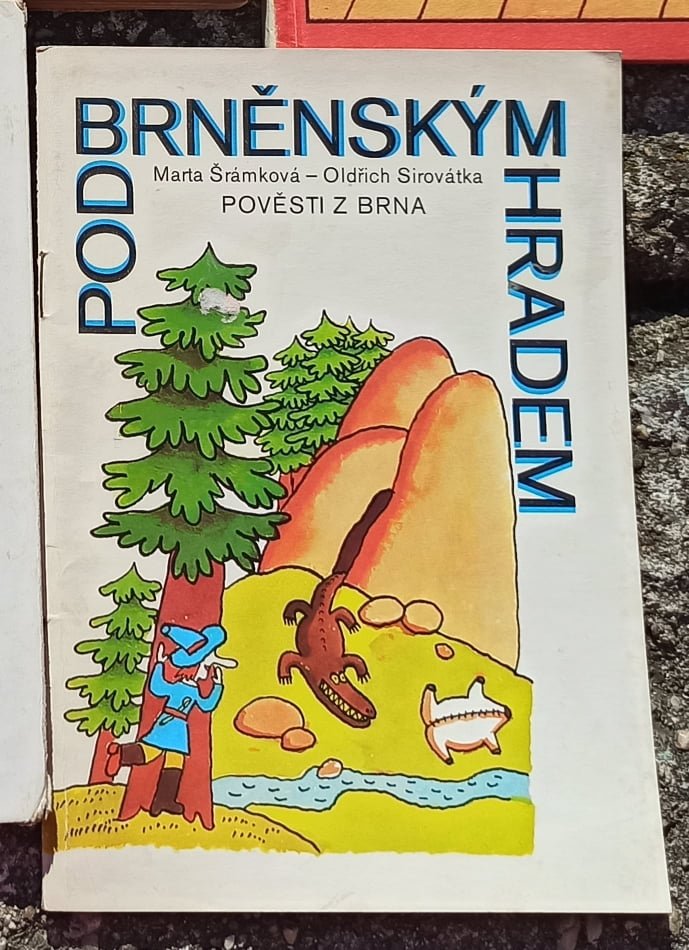 POD
BRNĚNSKÝM
HRADEM
Marta Šrámková – Oldřich Sirovátka
POVĚSTI Z BRNA